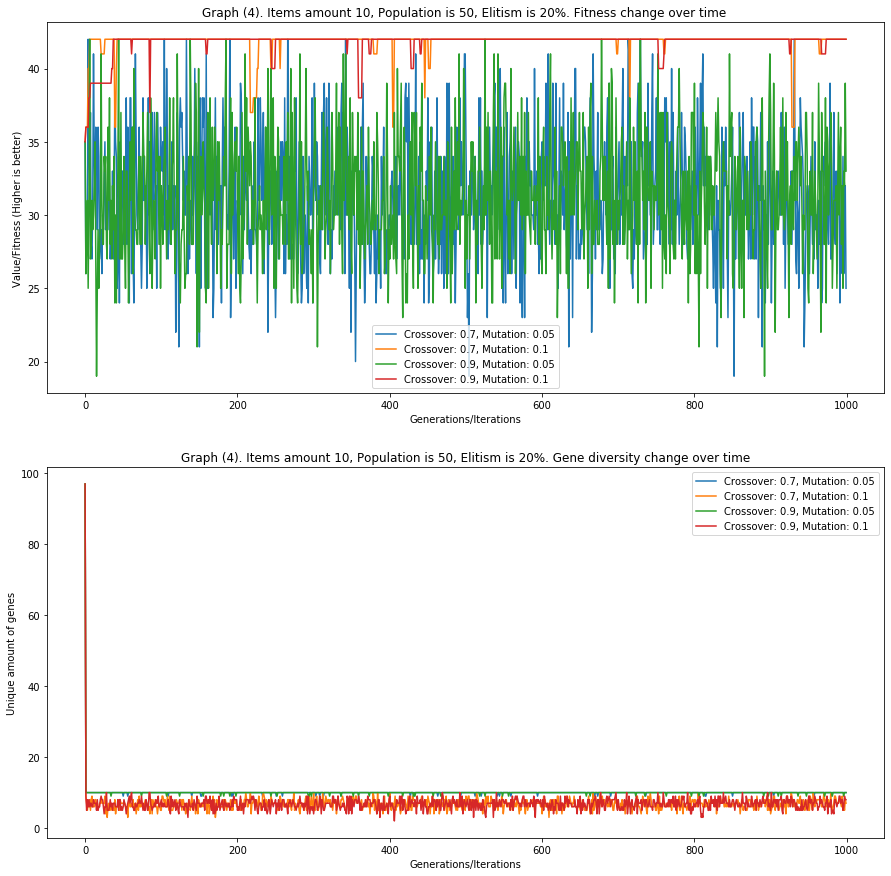 Graph (4). Items amount 10, Population is 50, Elitism is 20%. Fitness change over time
Value/Fitness (Higher is better)
40
35
30
25
20
Crossover: 0.7, Mutation: 0.05
Crossover: 0.7, Mutation: 0.1
Crossover: 0.9, Mutation: 0.05
Crossover: 0.9, Mutation: 0.1
0 200 400 600 800 1000
Generations/Iterations
Graph (4). Items amount 10, Population is 50, Elitism is 20%. Gene diversity change over time
Unique amount of genes
100
80
60
40
20
0
Crossover: 0.7, Mutation: 0.05
Crossover: 0.7, Mutation: 0.1
Crossover: 0.9, Mutation: 0.05
Crossover: 0.9, Mutation: 0.1
0 200 400 600 800 1000
Generations/Iterations